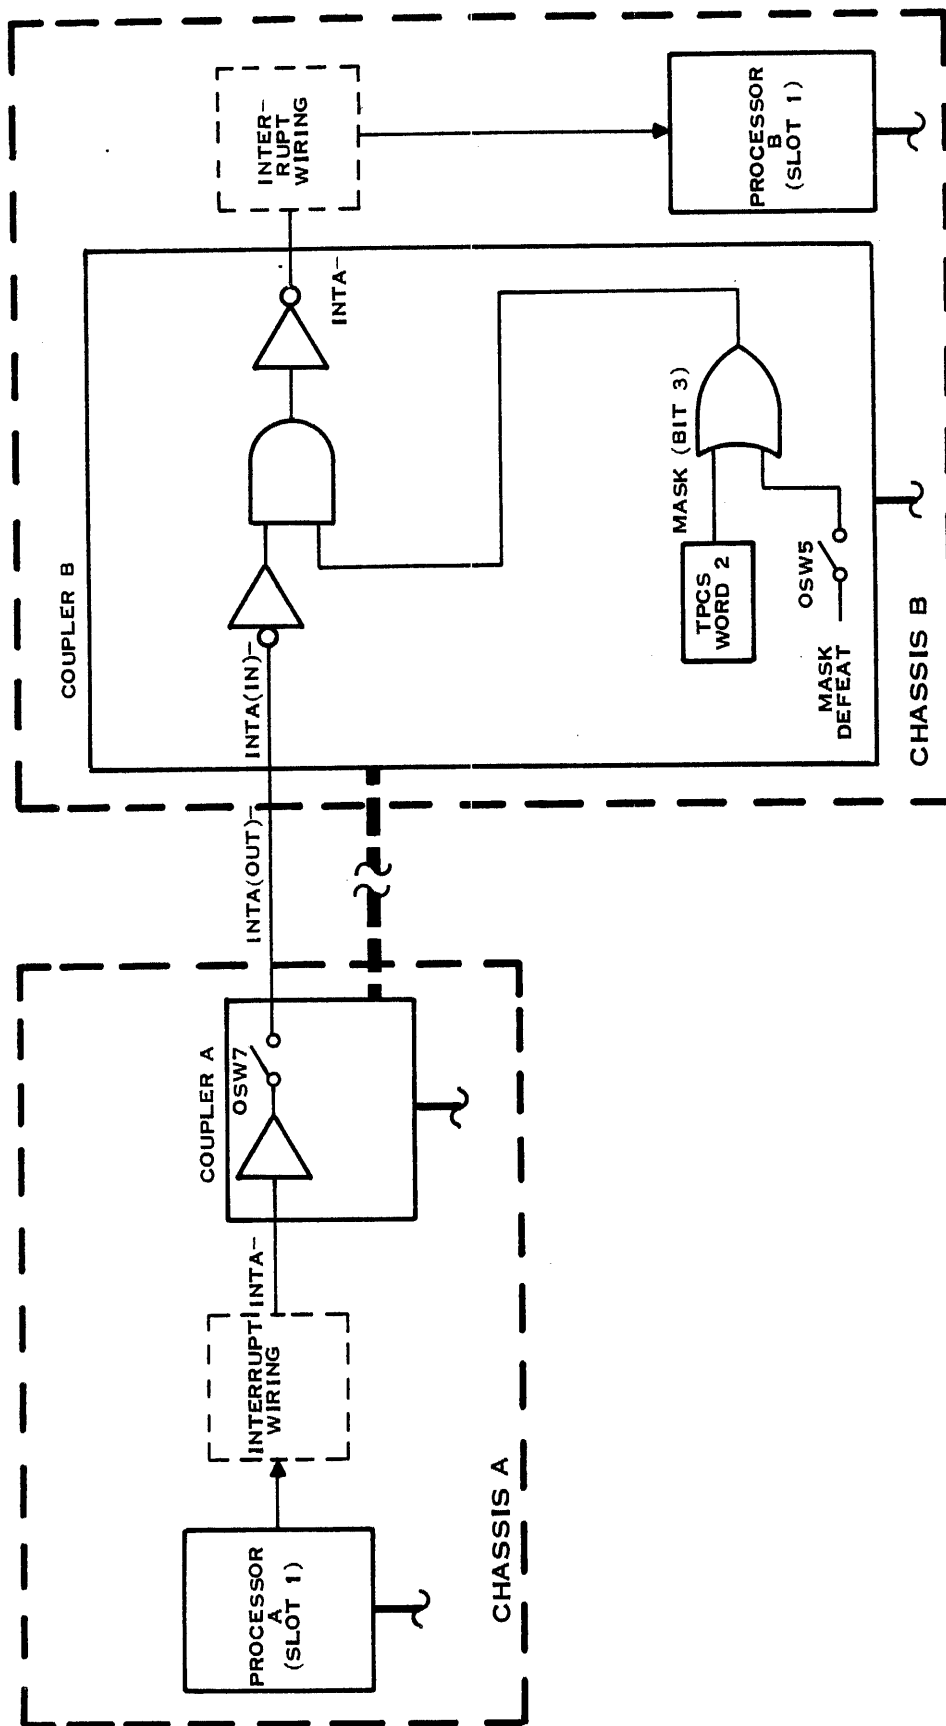 PROCESSOR
A
(SLOT 1)
INTERRUPT
WIRING
INTA-
COUPLER A
OSW7
CHASSIS A
INTA(OUT)-
INTA(IN)-
COUPLER B
INTA-
INTER-
RUPT
WIRING
TPCS
WORD 2
MASK (BIT 3)
MASK
DEFEAT
OSW5
PROCESSOR
B
(SLOT 1)
CHASSIS B